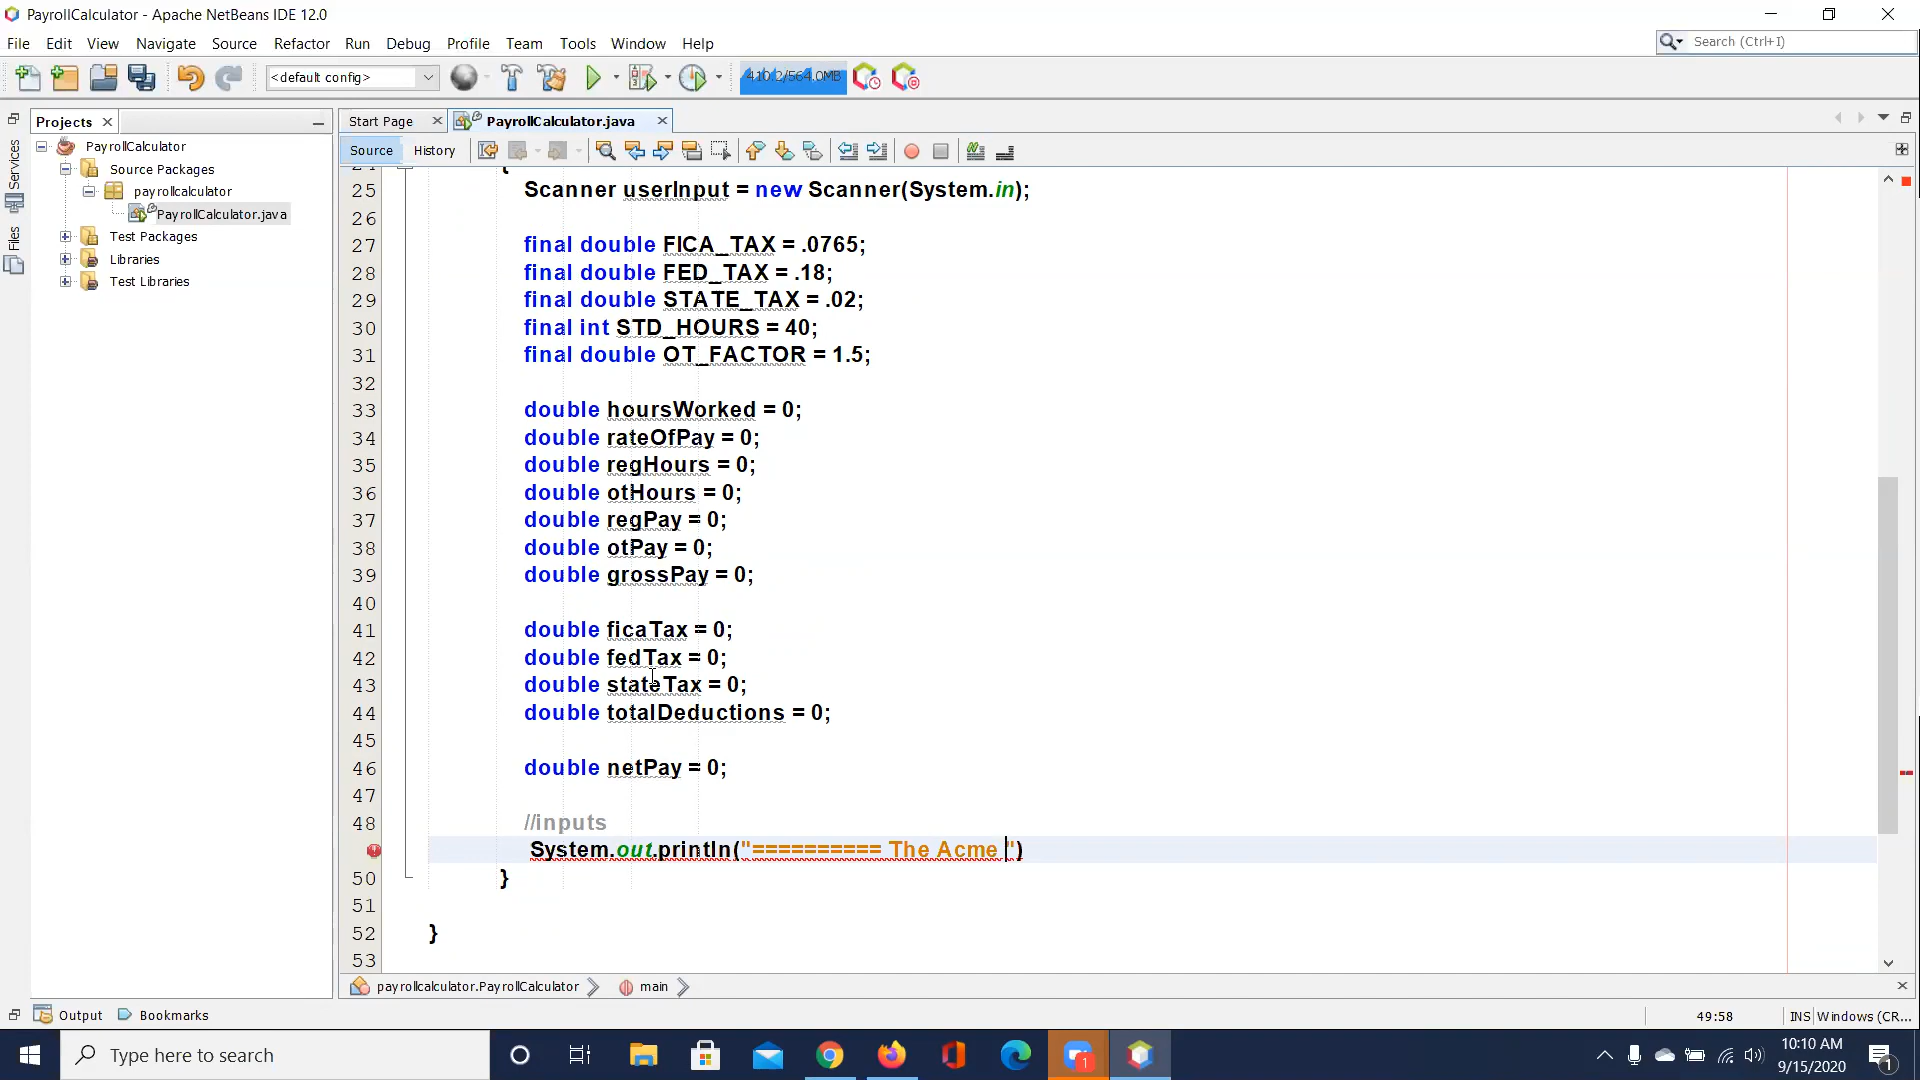 PayrollCalculator - Apache NetBeans IDE 12.0
File Edit View Navigate Source Refactor Run Debug Profile Team Tools Window Help
Search (Ctrl+I)
<default config>
410.2/564.0MB
Projects
Start Page
PayrollCalculator.java
Services
Files
PayrollCalculator
Source Packages
payrollcalculator
PayrollCalculator.java
Test Packages
Libraries
Test Libraries
Source History
25 Scanner userInput = new Scanner(System.in);
26
27 final double FICA_TAX = .0765;
28 final double FED_TAX = .18;
29 final double STATE_TAX = .02;
30 final int STD_HOURS = 40;
31 final double OT_FACTOR = 1.5;
32
33 double hoursWorked = 0;
34 double rateOfPay = 0;
35 double regHours = 0;
36 double otHours = 0;
37 double regPay = 0;
38 double otPay = 0;
39 double grossPay = 0;
40
41 double ficaTax = 0;
42 double fedTax = 0;
43 double stateTax = 0;
44 double totalDeductions = 0;
45
46 double netPay = 0;
47
48 //inputs
System.out.println("========== The Acme ")
50 }
51
52 }
53
payrollcalculator.PayrollCalculator main
Output Bookmarks
49:58 INS Windows (CR...
Type here to search
1
10:10 AM
9/15/2020
1